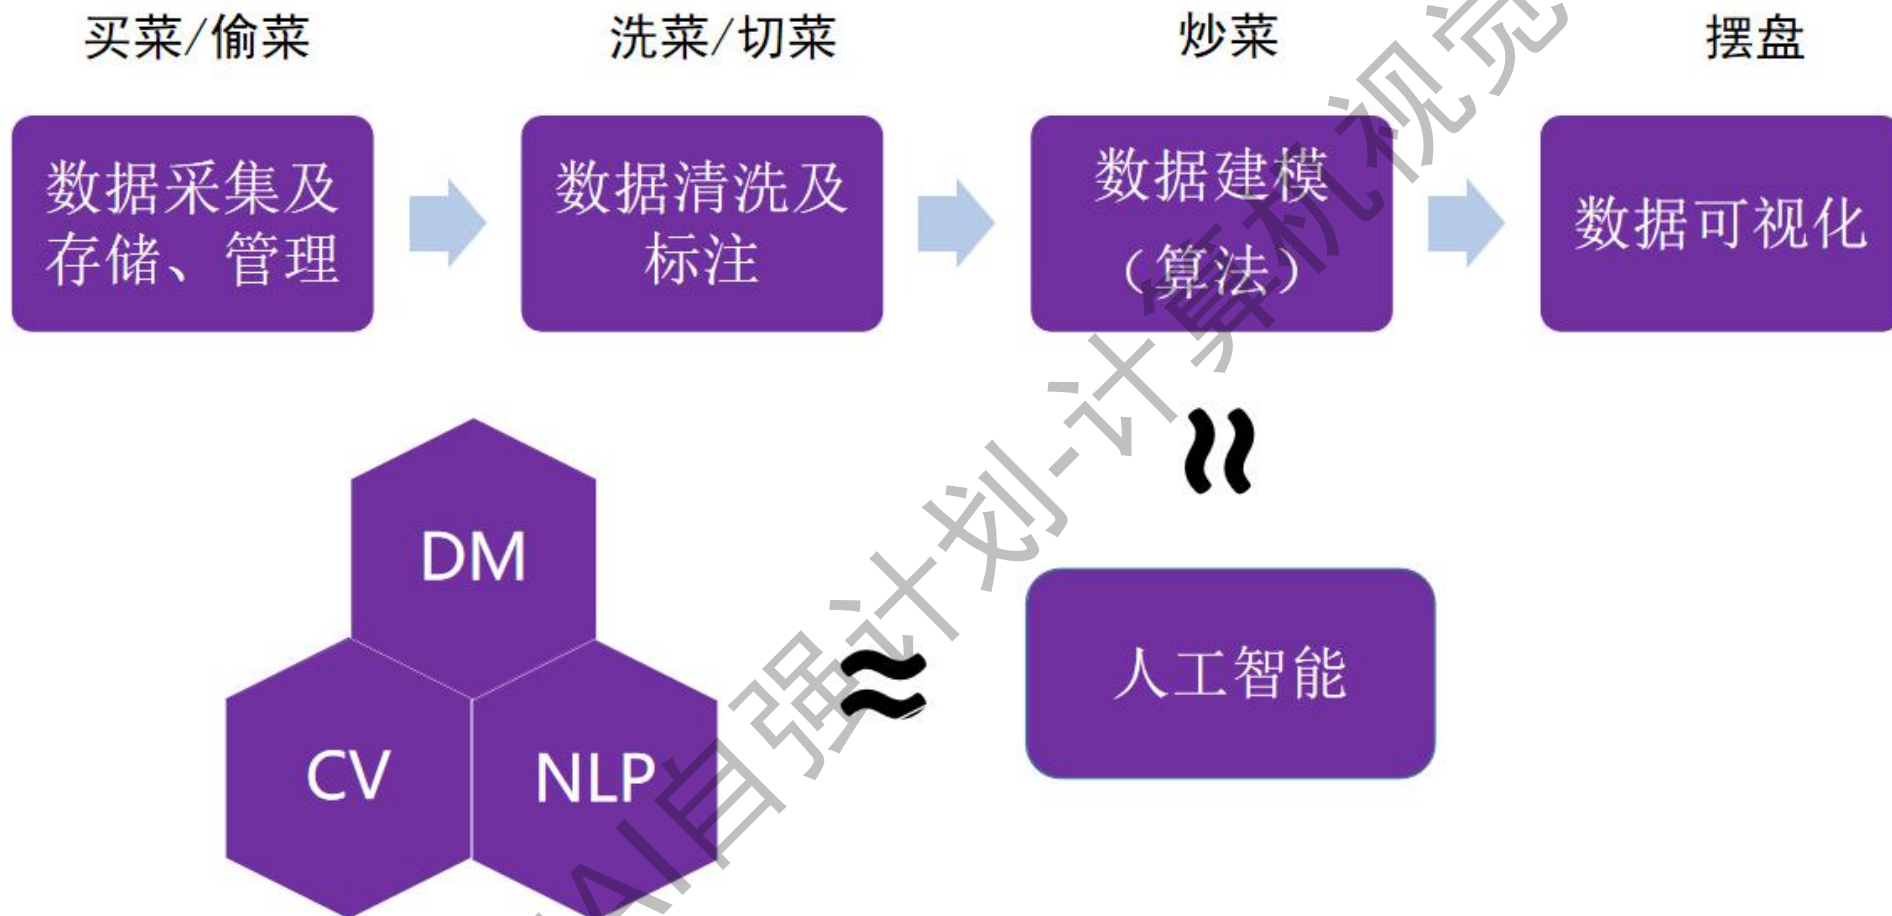 买菜/偷菜
洗菜/切菜
炒菜
摆盘
数据采集及
存储、管理
数据清洗及
标注
数据建模
（算法）
数据可视化
DM
CV
NLP
≈
≈
人工智能
AI自强计划-计算机视觉